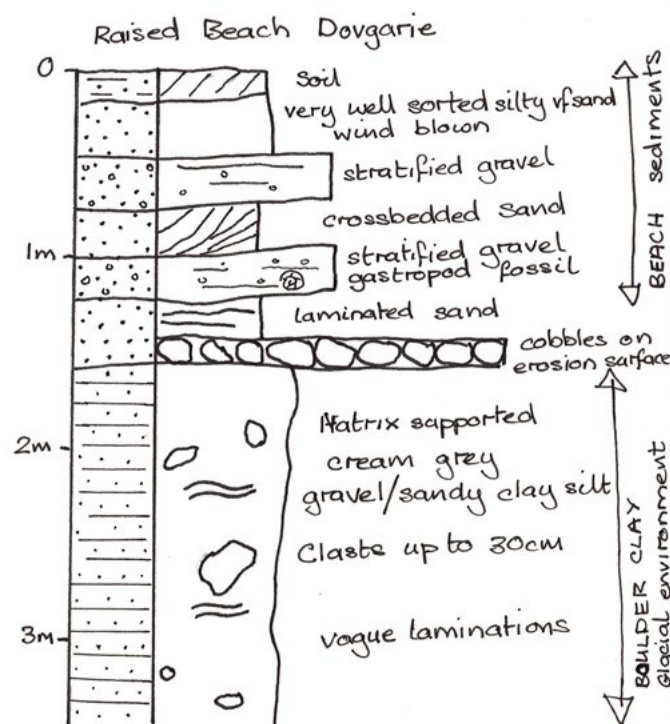 Raised Beach Dovgarie
0
Soil
very well sorted silty vf sand
wind blown
stratified gravel
crossbedded sand
1m
stratified gravel
gastropod fossil
laminated sand
cobbles on
erosion surface
BEACH sediments
2m
Matrix supported
cream grey
gravel/sandy clay silt
Clasts up to 30cm
3m
vague laminations
BOULDER CLAY
Glacial environment